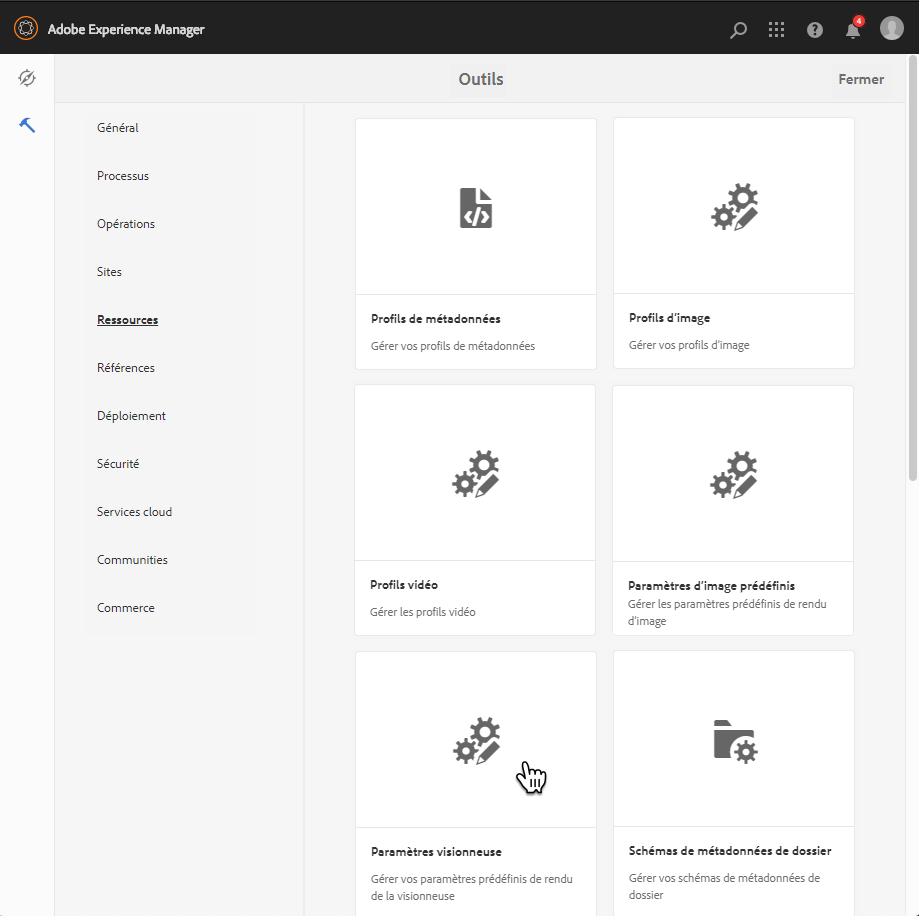 Adobe Experience Manager
4
Outils
Fermer
Général
Processus
Opérations
Sites
Ressources
Références
Déploiement
Sécurité
Services cloud
Communities
Commerce
Profils de métadonnées
Gérer vos profils de métadonnées
Profils d’image
Gérer vos profils d’image
Profils vidéo
Gérer les profils vidéo
Paramètres d’image prédéfinis
Gérer les paramètres prédéfinis de rendu
d’image
Paramètres visionneuse
Gérer vos paramètres prédéfinis de rendu
de la visionneuse
Schémas de métadonnées de dossier
Gérer vos schémas de métadonnées de
dossier